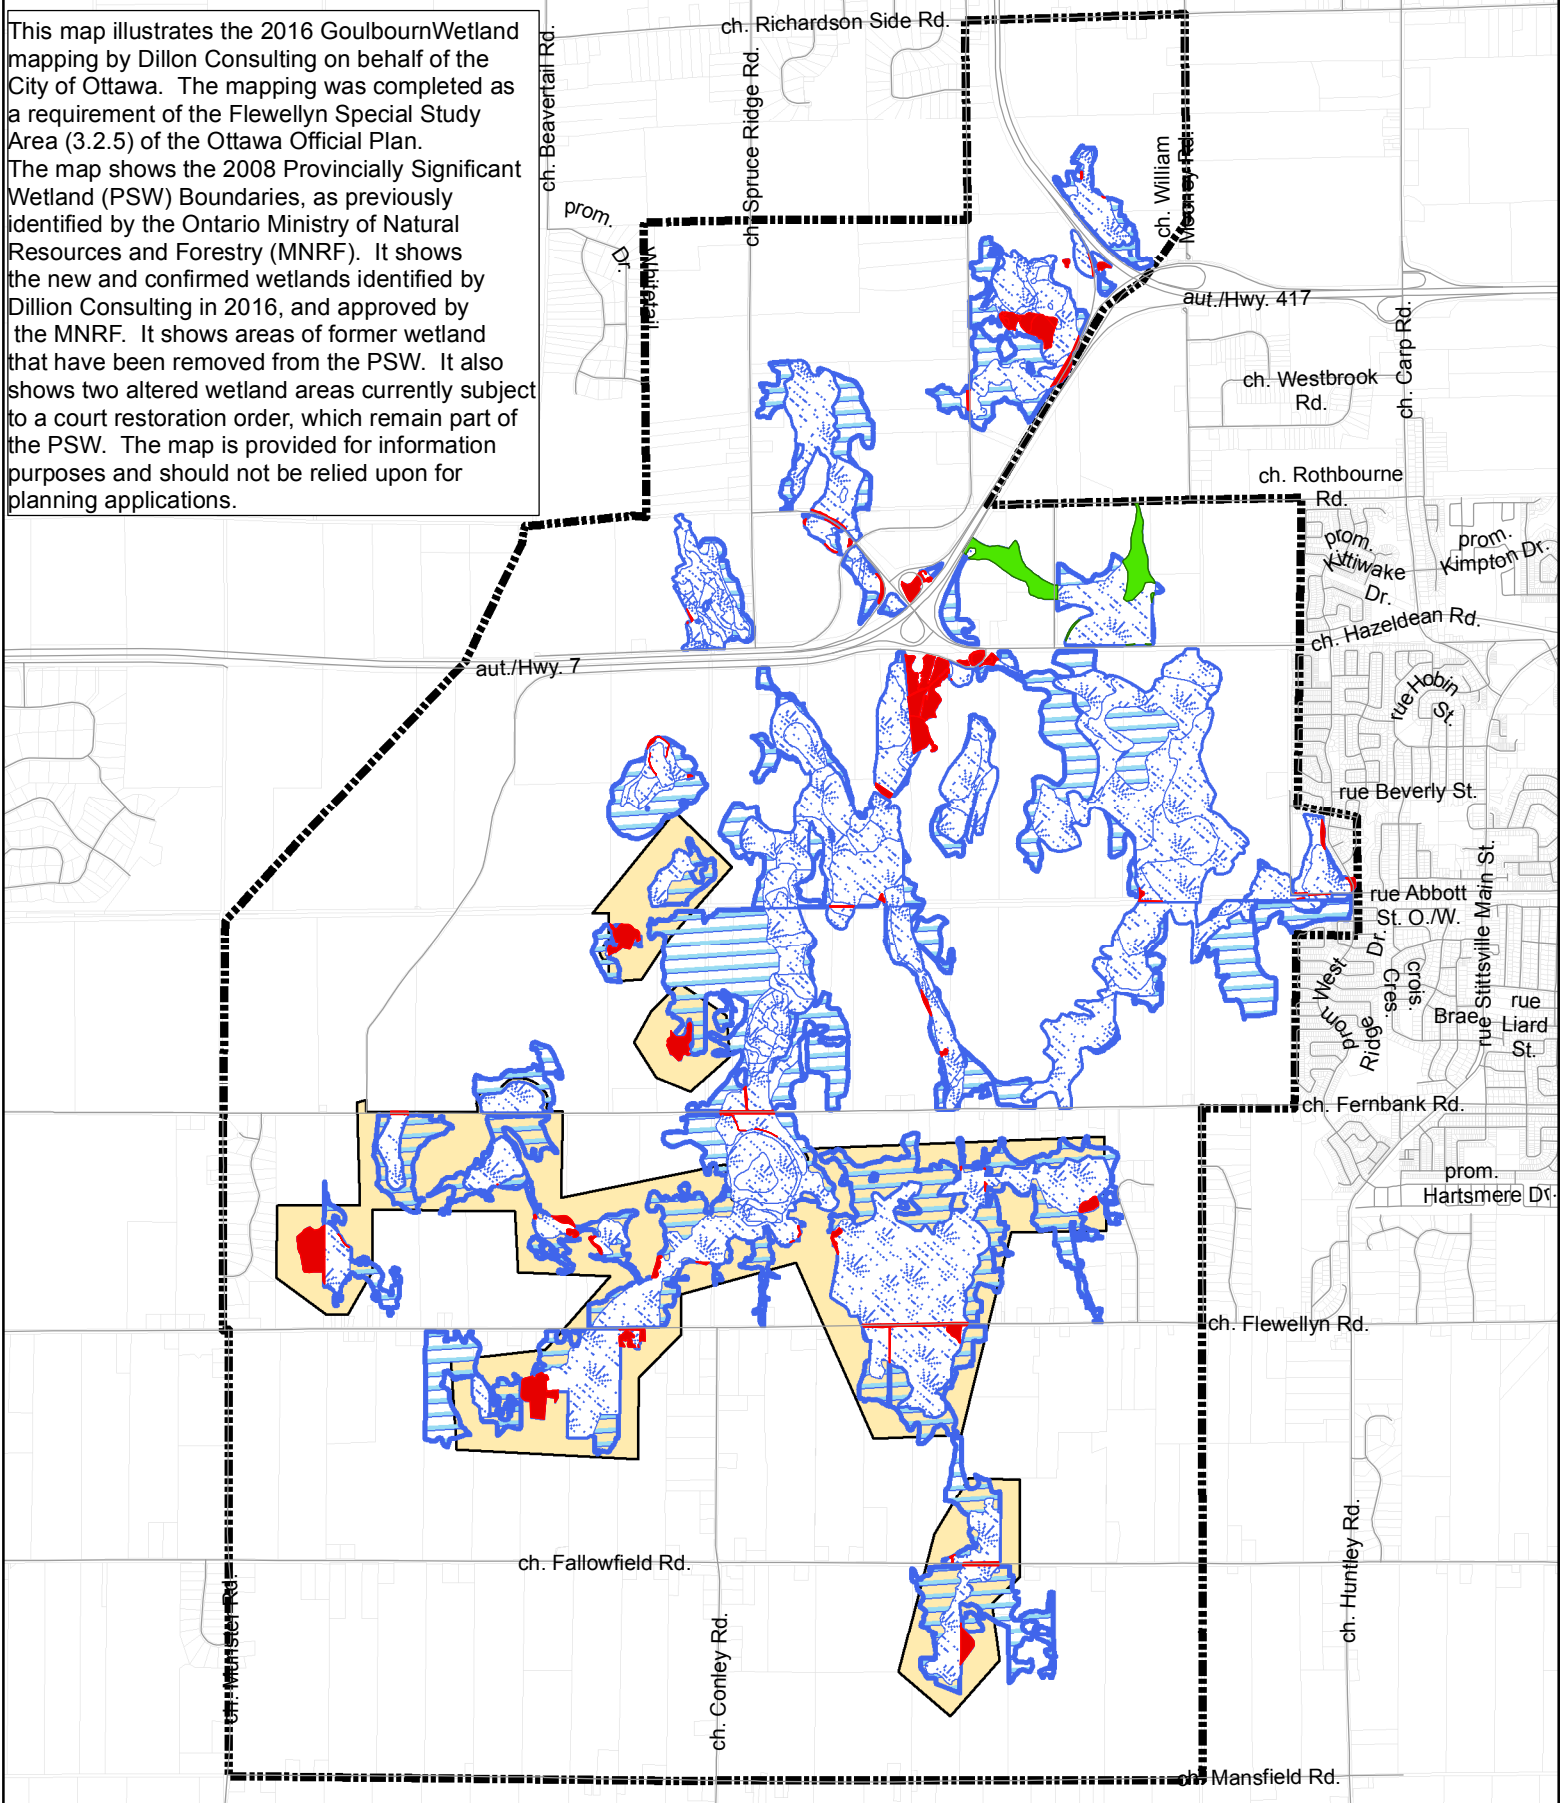 This map illustrates the 2016 GoulbournWetland
mapping by Dillon Consulting on behalf of the
City of Ottawa.  The mapping was completed as
a requirement of the Flewellyn Special Study
Area (3.2.5) of the Ottawa Official Plan.
The map shows the 2008 Provincially Significant
Wetland (PSW) Boundaries, as previously
identified by the Ontario Ministry of Natural
Resources and Forestry (MNRF).  It shows
the new and confirmed wetlands identified by
Dillion Consulting in 2016, and approved by
the MNRF.  It shows areas of former wetland
that have been removed from the PSW.  It also
shows two altered wetland areas currently subject
to a court restoration order, which remain part of
the PSW.  The map is provided for information
purposes and should not be relied upon for
planning applications.
ch. Richardson Side Rd.
ch. Beavertail Rd.
ch. Spruce Ridge Rd.
ch. William
Mooney Rd.
prom.
Whitetail
Dr.
aut./Hwy. 417
ch. Carp Rd.
ch. Westbrook
Rd.
ch. Rothbourne
Rd.
prom.
Kittiwake
Dr.
prom.
Kimpton Dr.
ch. Hazeldean Rd.
aut./Hwy. 7
rue Hobin
St.
rue Beverly St.
rue Abbott
St. O./W.
rue Stittsville Main St.
prom West
Ridge
Dr.
crois.
Cres.
Brae
rue
Liard
St.
ch. Fernbank Rd.
prom.
Hartsmere Dr.
ch. Flewellyn Rd.
ch. Fallowfield Rd.
ch. Munster Rd.
ch. Conley Rd.
ch. Huntley Rd.
ch. Mansfield Rd.